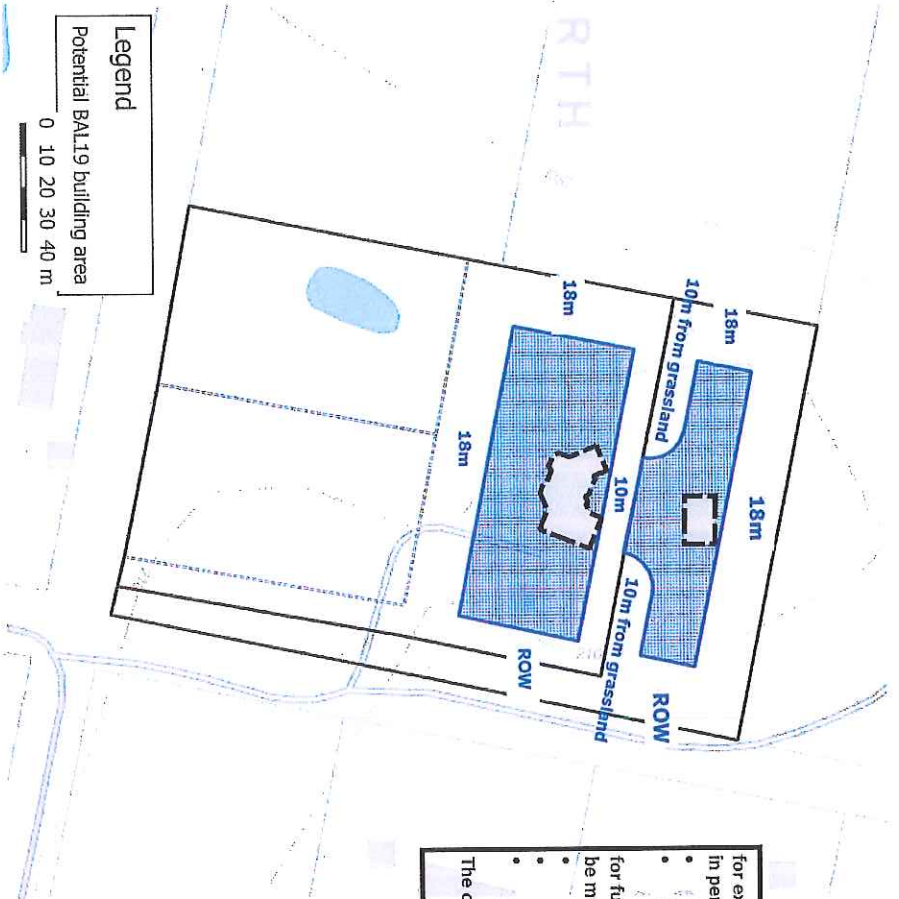 Legend
Potential BAL19 building area
0 10 20 30 40 m
RTH
18m
10m from grassland
18m
18m
18m
10m
10m from grassland
ROW
ROW
for ex
in per
•
•
for fu
be m
•
•
•
The c